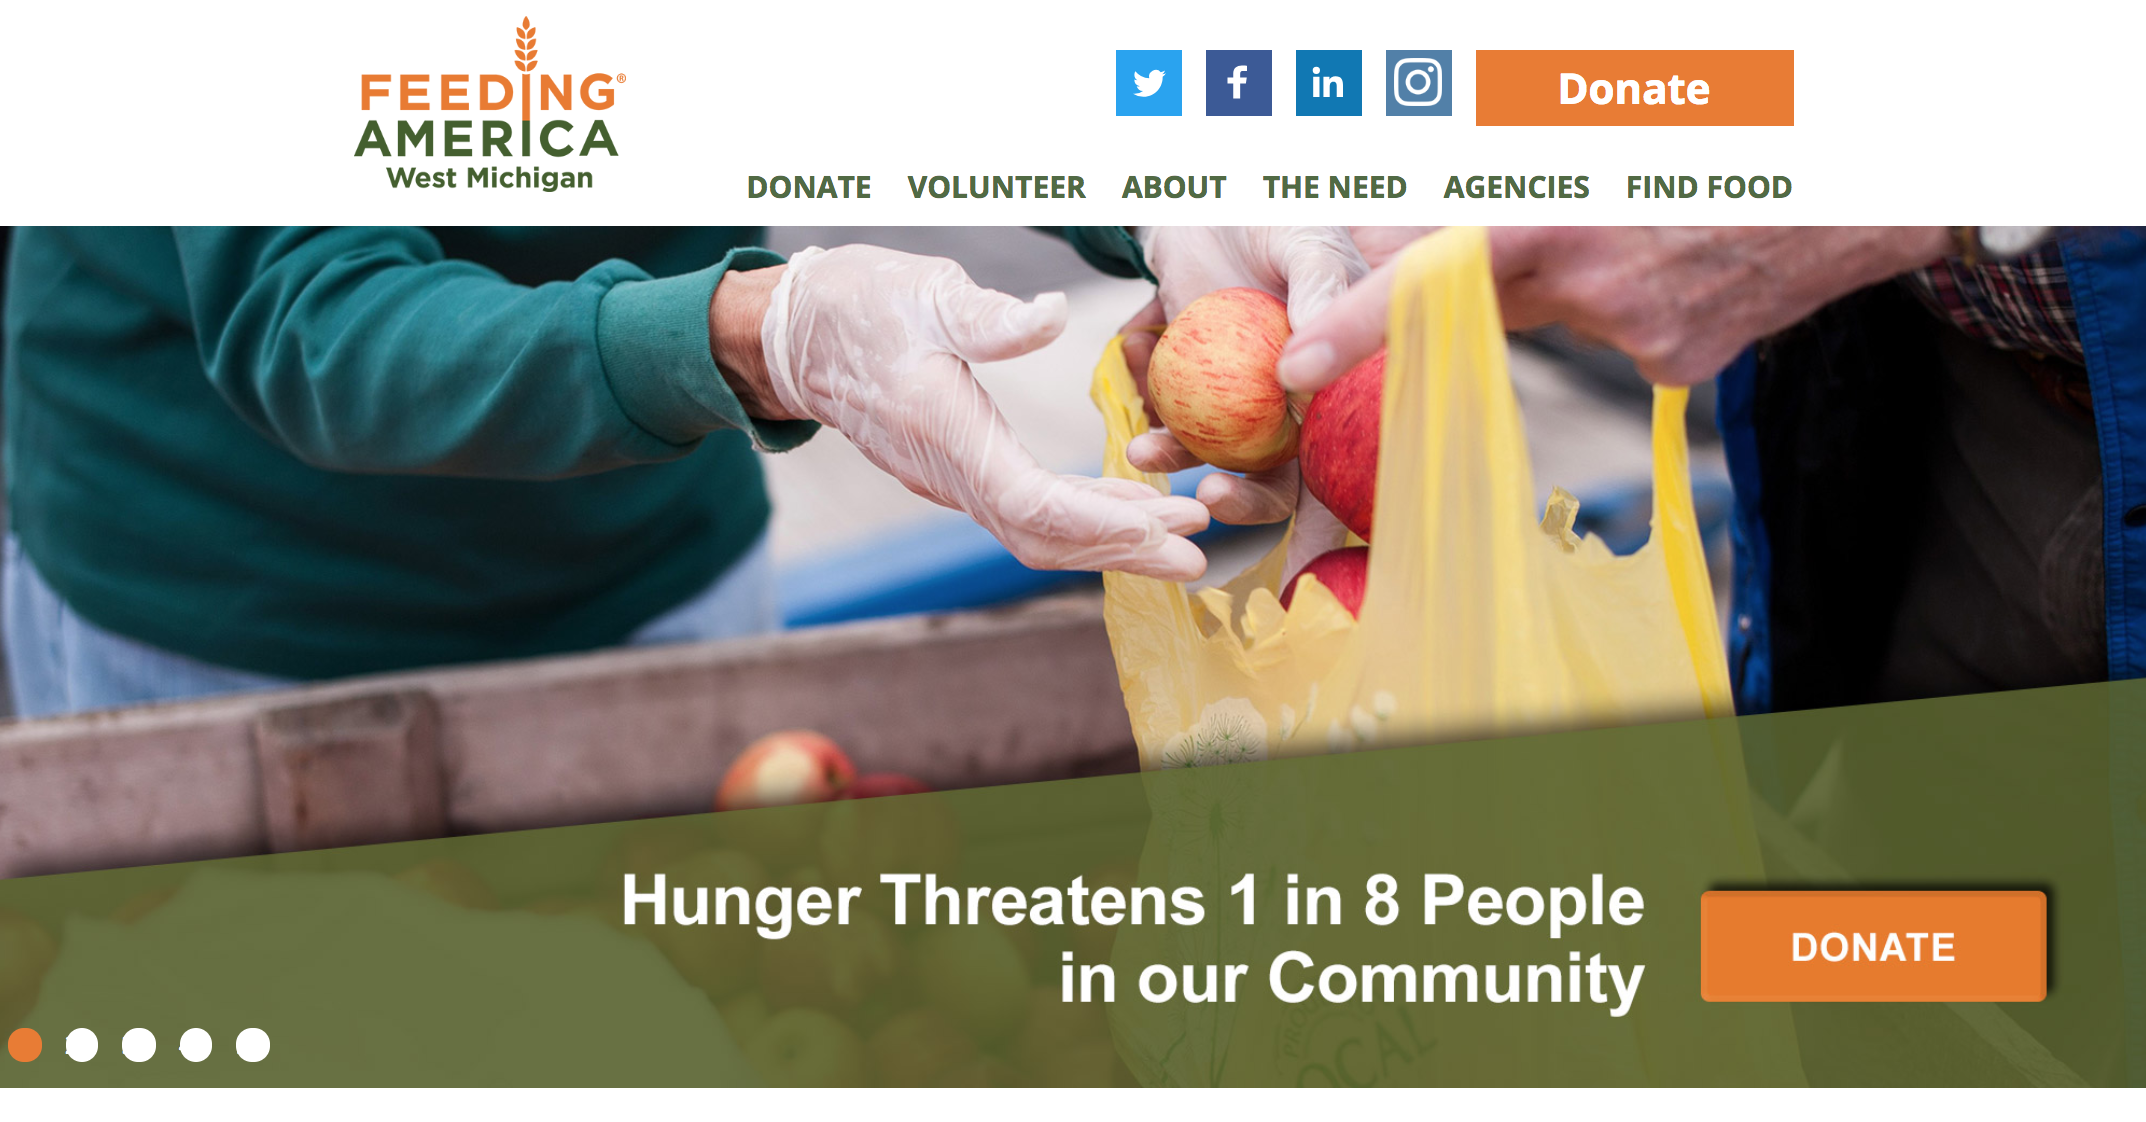 FEEDING®
AMERICA
West Michigan
Donate
DONATE VOLUNTEER ABOUT THE NEED AGENCIES FIND FOOD
Hunger Threatens 1 in 8 People
in our Community
DONATE
OCAL